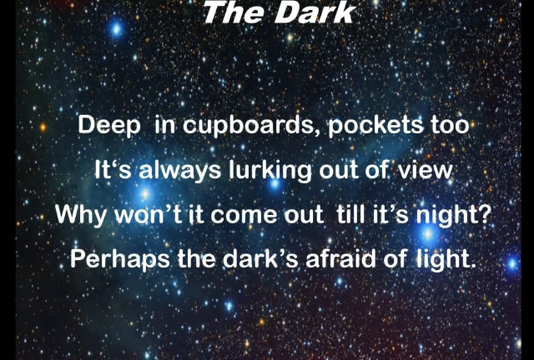 The Dark
Deep in cupboards, pockets too
It‘s always lurking out of view
Why won’t it come out till it’s night?
Perhaps the dark’s afraid of light.